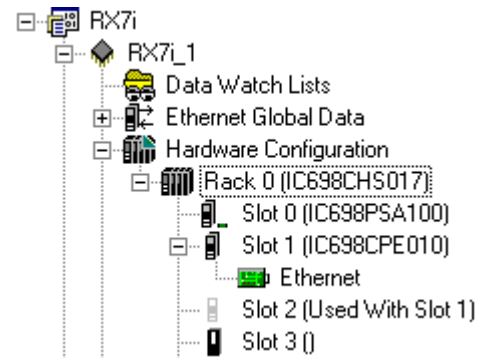 RX7i
RX7i_1
Data Watch Lists
Ethernet Global Data
Hardware Configuration
Rack 0 (IC698CHS017)
Slot 0 (IC698PSA100)
Slot 1 (IC698CPE010)
Ethernet
Slot 2 (Used With Slot 1)
Slot 3 ()